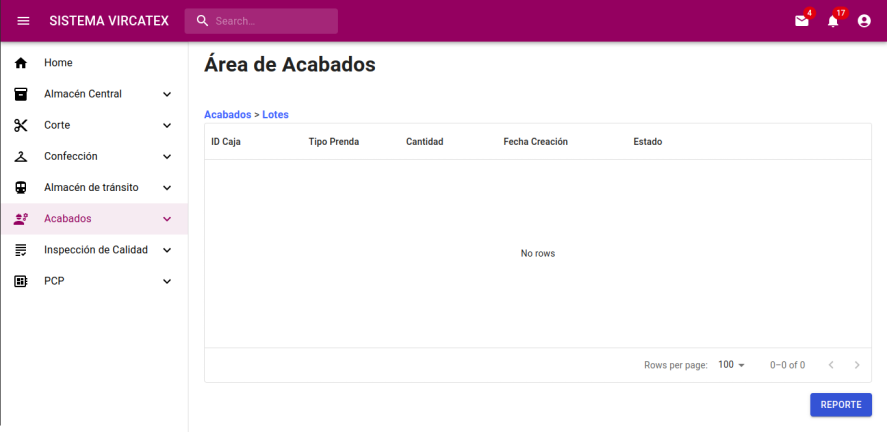 SISTEMA VIRCATEX
Search...
4
17
Home
Almacén Central
Corte
Confección
Almacén de tránsito
Acabados
Inspección de Calidad
PCP
Área de Acabados
Acabados > Lotes
ID Caja Tipo Prenda Cantidad Fecha Creación Estado
No rows
Rows per page: 100 0–0 of 0
REPORTE